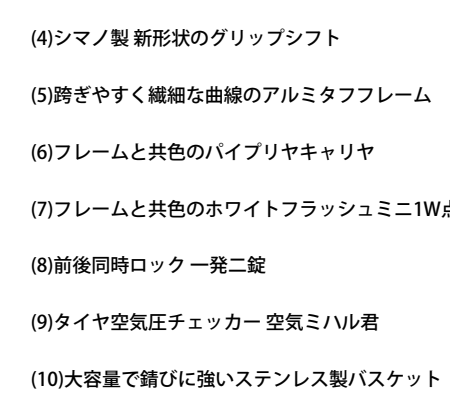 (4)シマノ製 新形状のグリップシフト
(5)跨ぎやすく繊細な曲線のアルミタフフレーム
(6)フレームと共色のパイプリヤキャリヤ
(7)フレームと共色のホワイトフラッシュミニ1W点
(8)前後同時ロック 一発二錠
(9)タイヤ空気圧チェッカー 空気ミハル君
(10)大容量で錆びに強いステンレス製バスケット